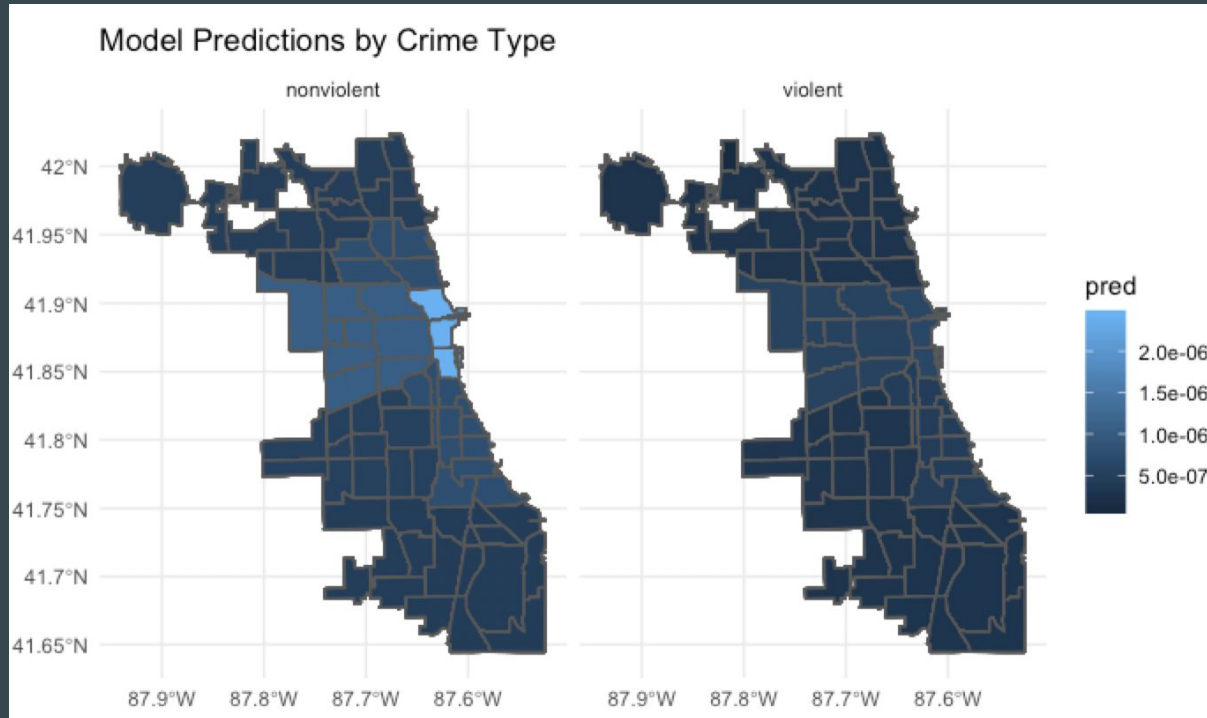 Model Predictions by Crime Type
nonviolent
violent
42°N
41.95°N
41.9°N
41.85°N
41.8°N
41.75°N
41.7°N
41.65°N
87.9°W 87.8°W 87.7°W 87.6°W
87.9°W 87.8°W 87.7°W 87.6°W
pred
2.0e-06
1.5e-06
1.0e-06
5.0e-07